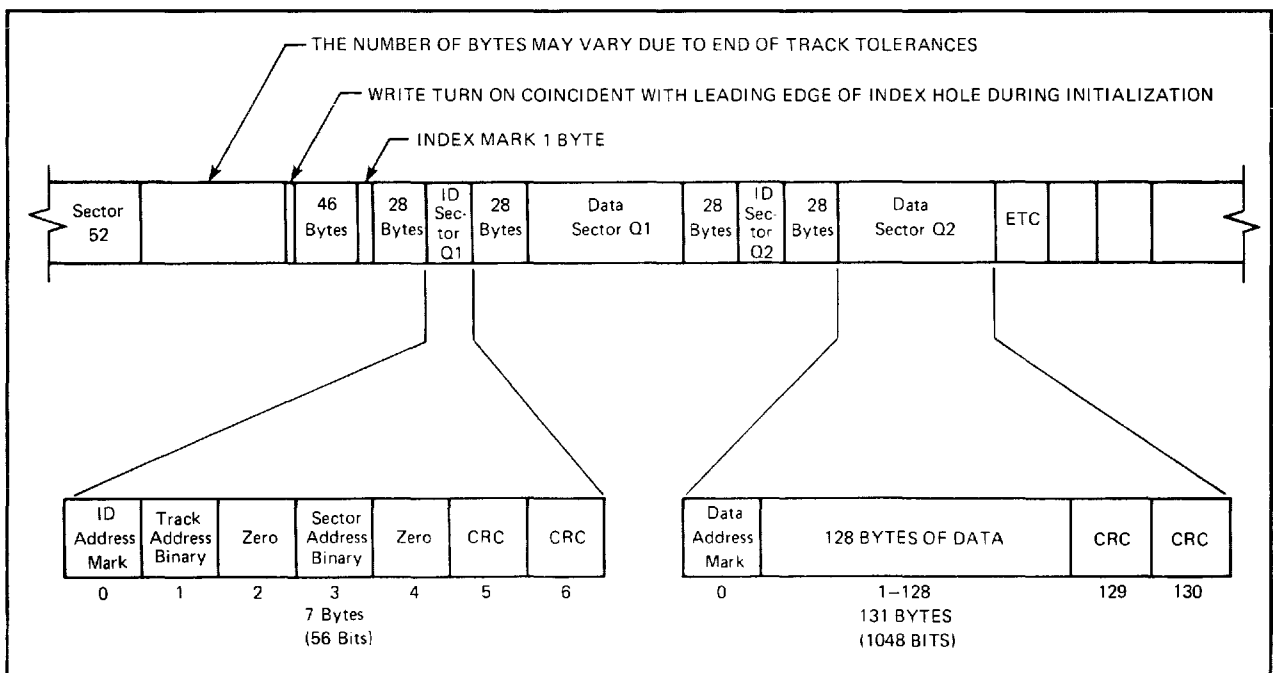 THE NUMBER OF BYTES MAY VARY DUE TO END OF TRACK TOLERANCES
WRITE TURN ON COINCIDENT WITH LEADING EDGE OF INDEX HOLE DURING INITIALIZATION
INDEX MARK 1 BYTE
Sector
52
46
Bytes
28
Bytes
ID
Sec-
tor
Q1
28
Bytes
Data
Sector Q1
28
Bytes
ID
Sec-
tor
Q2
28
Bytes
Data
Sector Q2
ETC
ID
Address
Mark
Track
Address
Binary
Zero
Sector
Address
Binary
Zero
CRC
CRC
0 1 2 3 4 5 6
7 Bytes
(56 Bits)
Data
Address
Mark
128 BYTES OF DATA
CRC
CRC
0 1–128 129 130
131 BYTES
(1048 BITS)